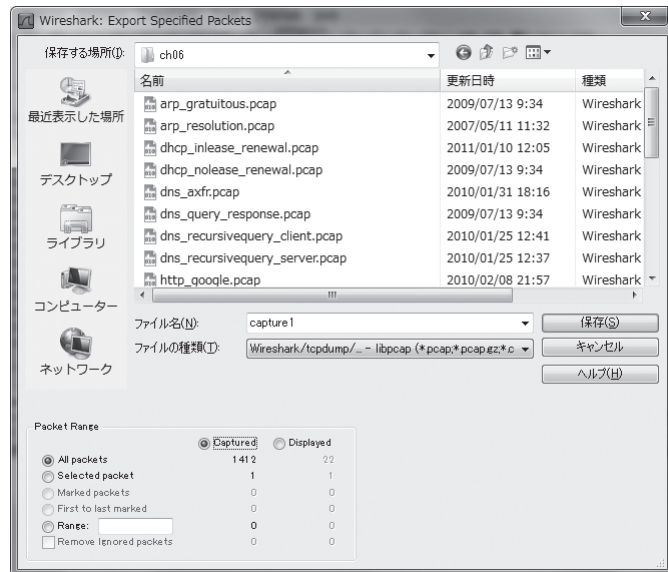 Wireshark: Export Specified Packets
保存する場所(I):
ch06
名前 更新日時 種類
arp_gratuitous.pcap 2009/07/13 9:34 Wireshark
arp_resolution.pcap 2007/05/11 11:32 Wireshark
dhcp_inlease_renewal.pcap 2011/01/10 12:05 Wireshark
dhcp_nolease_renewal.pcap 2009/07/13 9:34 Wireshark
dns_axfr.pcap 2010/01/31 18:16 Wireshark
dns_query_response.pcap 2009/07/13 9:34 Wireshark
dns_recursivequery_client.pcap 2010/01/25 12:41 Wireshark
dns_recursivequery_server.pcap 2010/01/25 12:37 Wireshark
http_google.pcap 2010/02/08 21:57 Wireshark
最近表示した場所
デスクトップ
ライブラリ
コンピューター
ネットワーク
ファイル名(N): capture1 保存(S)
ファイルの種類(T): Wireshark/tcpdump/... - libpcap (*pcap;*pcap.gz;*.c キャンセル
ヘルプ(H)
Packet Range
Captured Displayed
All packets 1412 22
Selected packet 1 1
Marked packets 0 0
First to last marked 0 0
Range: 0 0
Remove Ignored packets 0 0